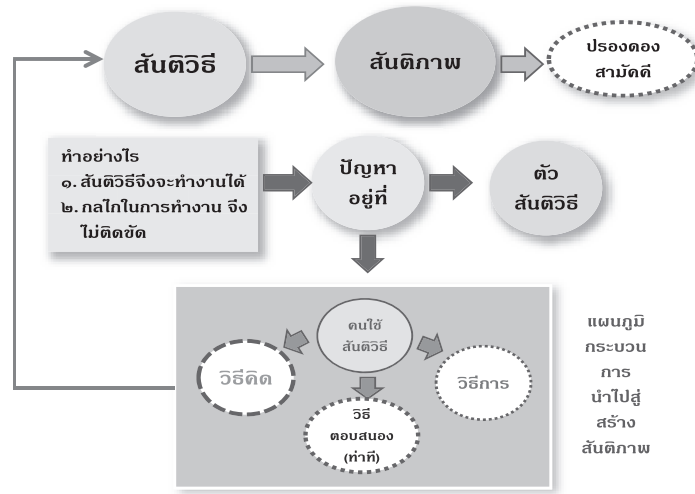 สันติวิธี
สันติภาพ
ปรองดอง
สามัคคี
ทำอย่างไร
๑. สันติวิธีจึงจะทำงานได้
๒. กลไกในการทำงาน จึง
ไม่ติดขัด
ปัญหา
อยู่ที่
ตัว
สันติวิธี
คนใช้
สันติวิธี
วิธีคิด
วิธีการ
วิธี
ตอบสนอง
(ท่าที)
แผนภูมิ
กระบวน
การ
นำไปสู่
สร้าง
สันติภาพ